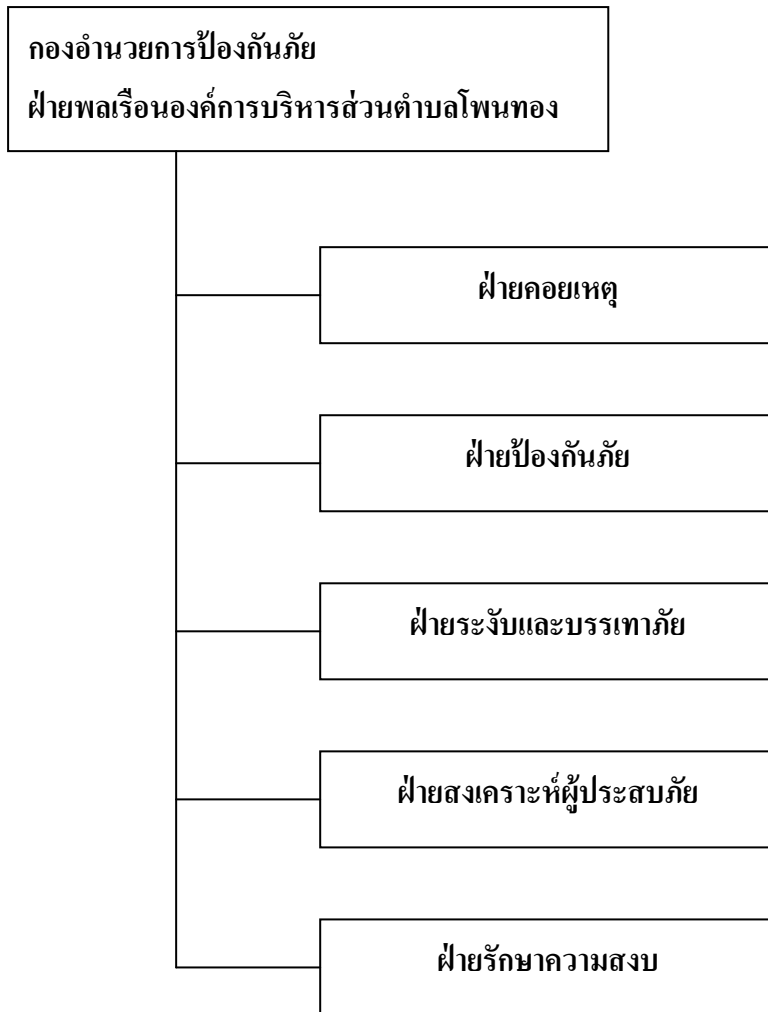 กองอำนวยการป้องกันภัย
ฝ่ายพลเรือนองค์การบริหารส่วนตำบลโพนทอง
ฝ่ายคอยเหตุ
ฝ่ายป้องกันภัย
ฝ่ายระงับและบรรเทาภัย
ฝ่ายสงเคราะห์ผู้ประสบภัย
ฝ่ายรักษาความสงบ